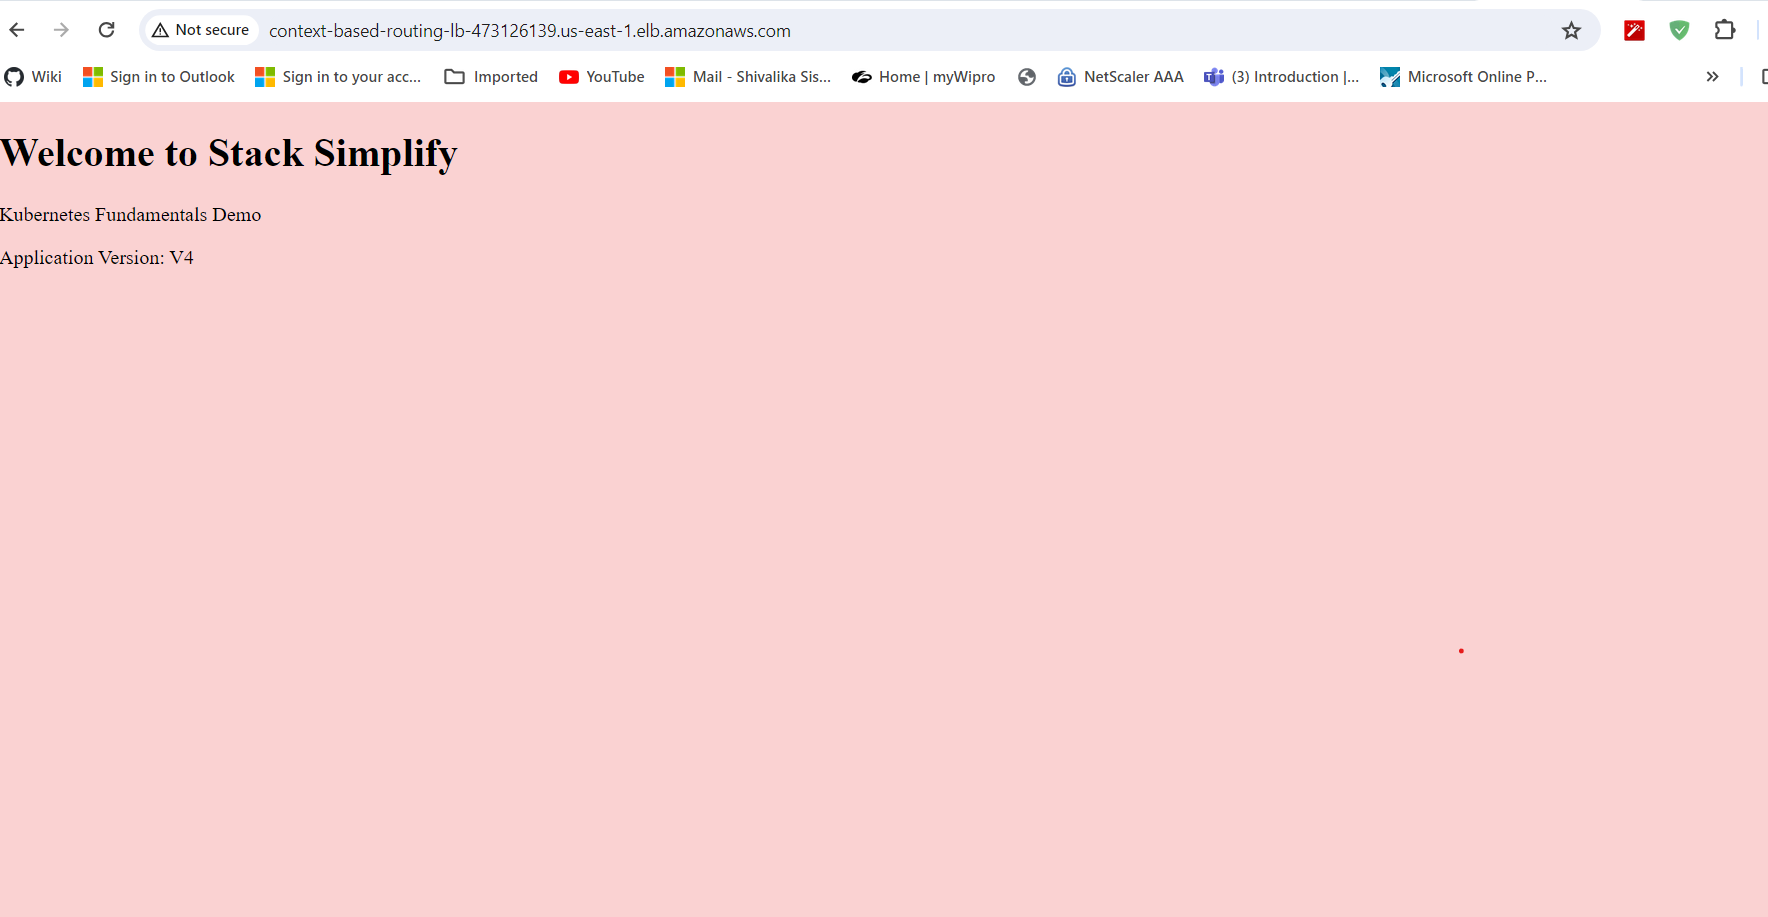 Not secure context-based-routing-lb-473126139.us-east-1.elb.amazonaws.com
Wiki Sign in to Outlook Sign in to your acc... Imported YouTube Mail - Shivalika Sis... Home | myWipro NetScaler AAA (3) Introduction |... Microsoft Online P... »
Welcome to Stack Simplify
Kubernetes Fundamentals Demo
Application Version: V4